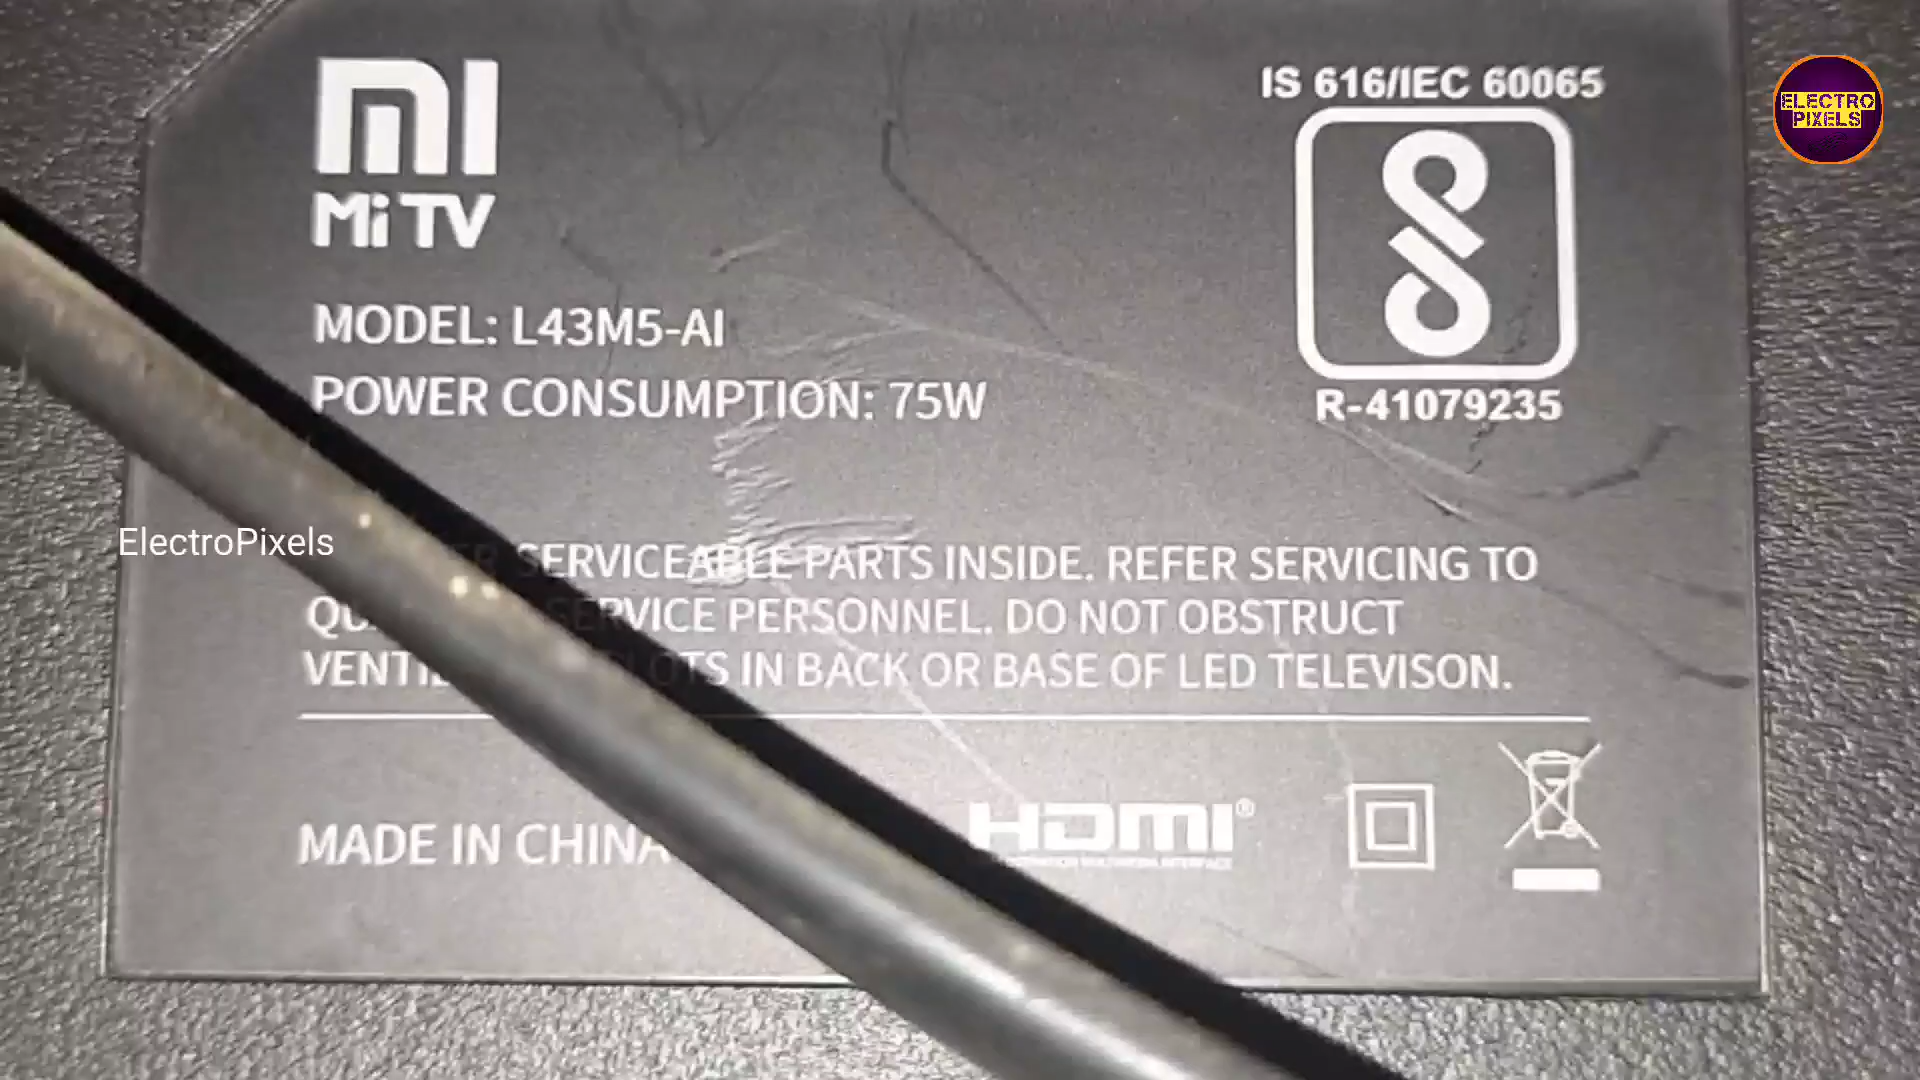 mi
Mi TV
IS 616/IEC 60065
ELECTRO
PIXELS
R-41079235
MODEL: L43M5-AI
POWER CONSUMPTION: 75W
ElectroPixels
SERVICEABLE PARTS INSIDE. REFER SERVICING TO
SERVICE PERSONNEL. DO NOT OBSTRUCT
IN BACK OR BASE OF LED TELEVISON.
MADE IN CHINA
HDMI®